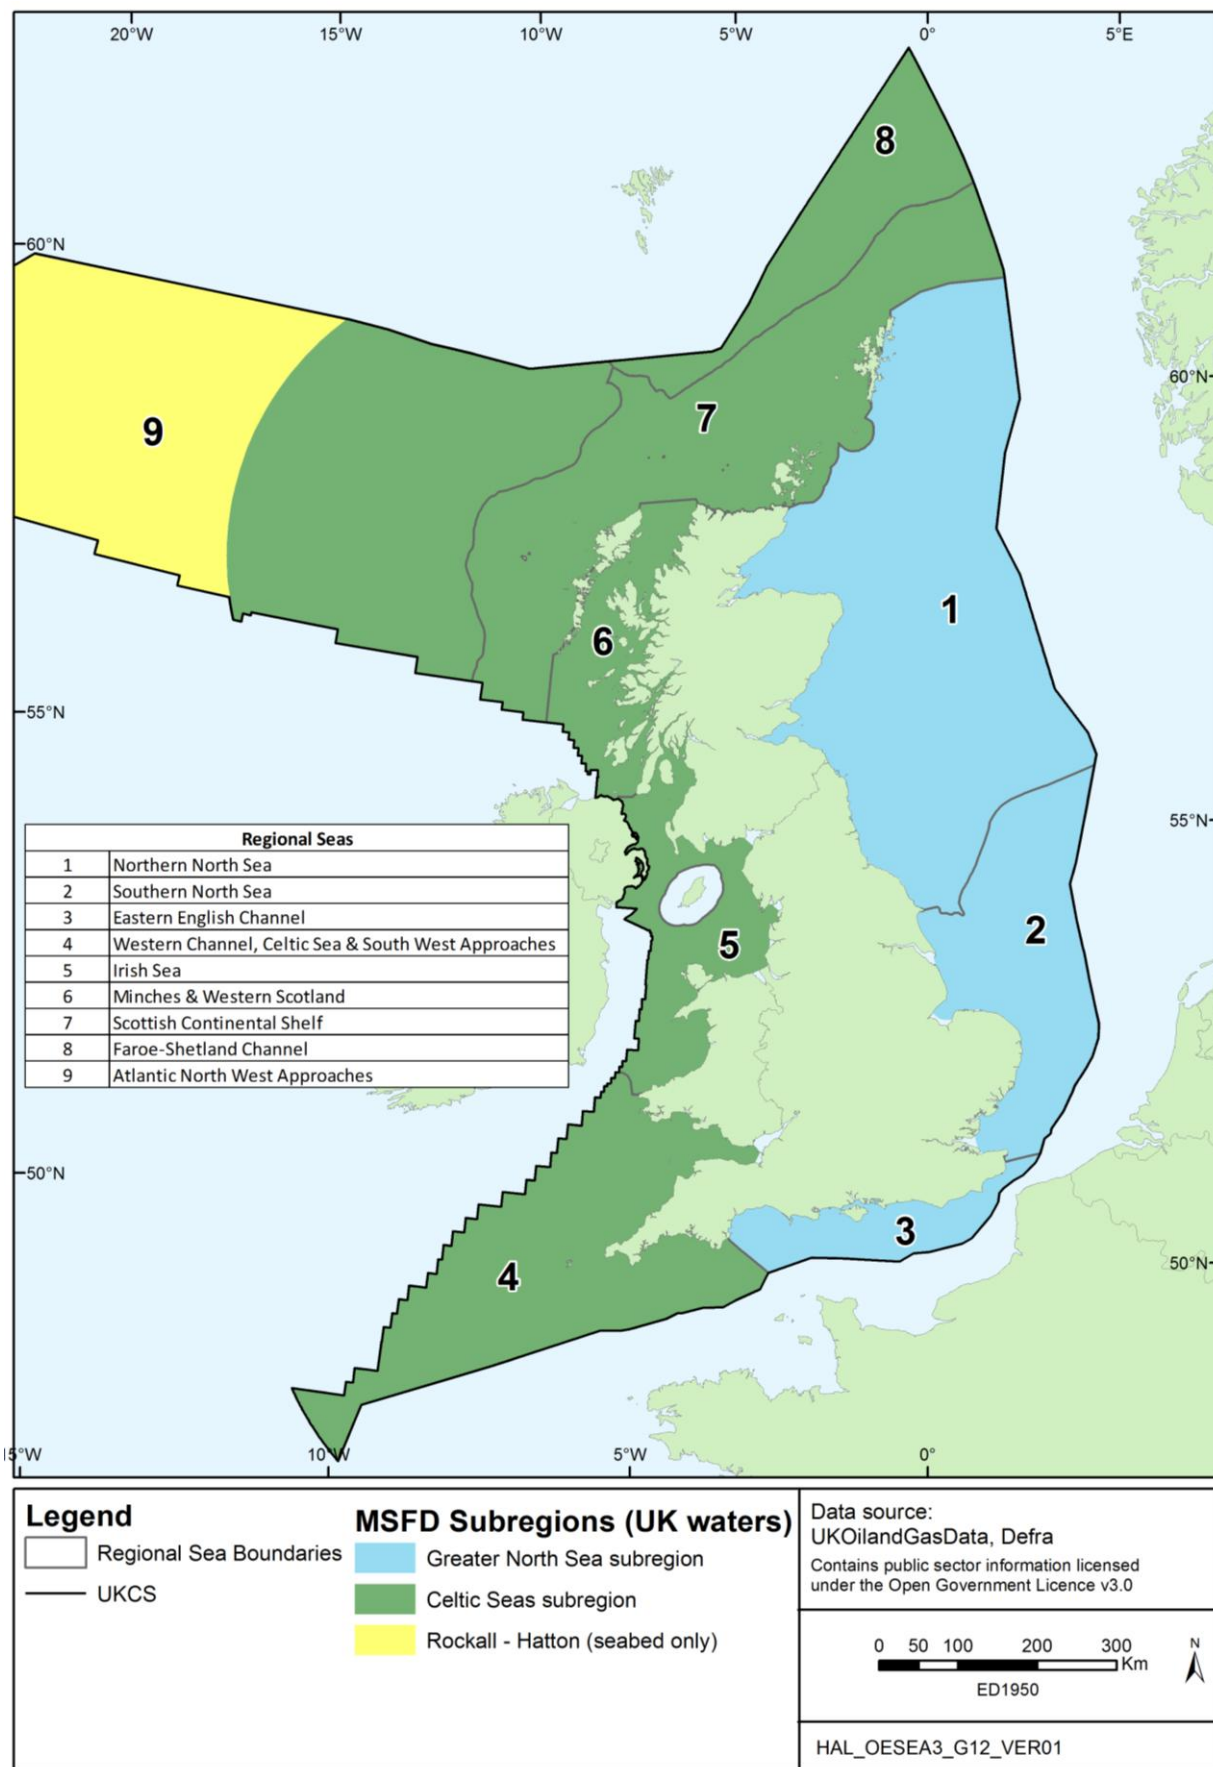 20°W 15°W 10°W 5°W 0° 5°E
8
60°N
60°N
7
9
1
6
55°N
55°N
Regional Seas
1 Northern North Sea
2 Southern North Sea
3 Eastern English Channel
4 Western Channel, Celtic Sea & South West Approaches
5 Irish Sea
6 Minches & Western Scotland
7 Scottish Continental Shelf
8 Faroe-Shetland Channel
9 Atlantic North West Approaches
2
5
50°N
3
50°N
4
15°W 10°W 5°W 0°
Legend
Regional Sea Boundaries
UKCS
MSFD Subregions (UK waters)
Greater North Sea subregion
Celtic Seas subregion
Rockall - Hatton (seabed only)
Data source:
UKOilandGasData, Defra
Contains public sector information licensed
under the Open Government Licence v3.0
0 50 100 200 300
Km
N
ED1950
HAL_OESEA3_G12_VER01